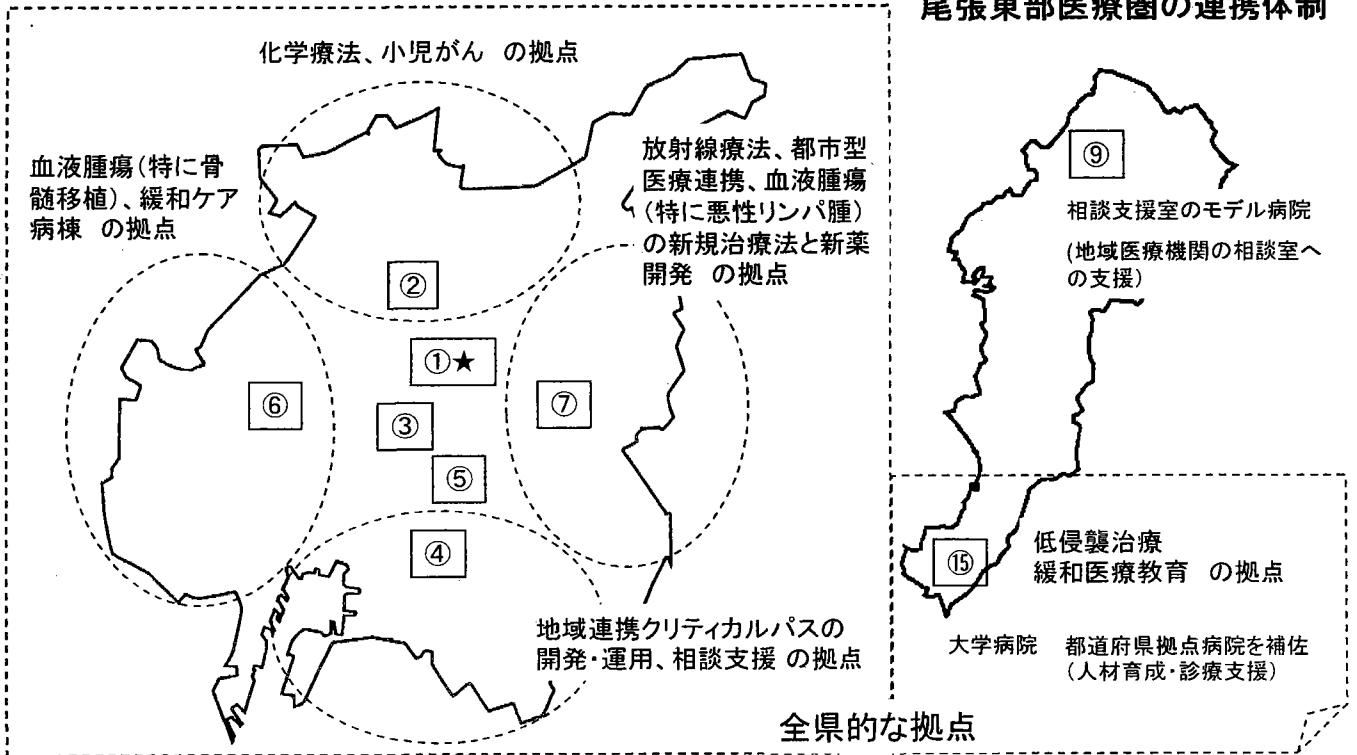 尾張東部医療圏の連携体制
化学療法、小児がん の拠点
血液腫瘍(特に骨
髄移植)、緩和ケア
病棟 の拠点
放射線療法、都市型
医療連携、血液腫瘍
(特に悪性リンパ腫)
の新規治療法と新薬
開発 の拠点
②
①★
⑥
③
⑦
⑤
④
地域連携クリティカルパスの
開発・運用、相談支援 の拠点
⑨
相談支援室のモデル病院
(地域医療機関の相談室へ
の支援)
⑮
低侵襲治療
緩和医療教育 の拠点
大学病院 都道府県拠点病院を補佐
(人材育成・診療支援)
全県的な拠点